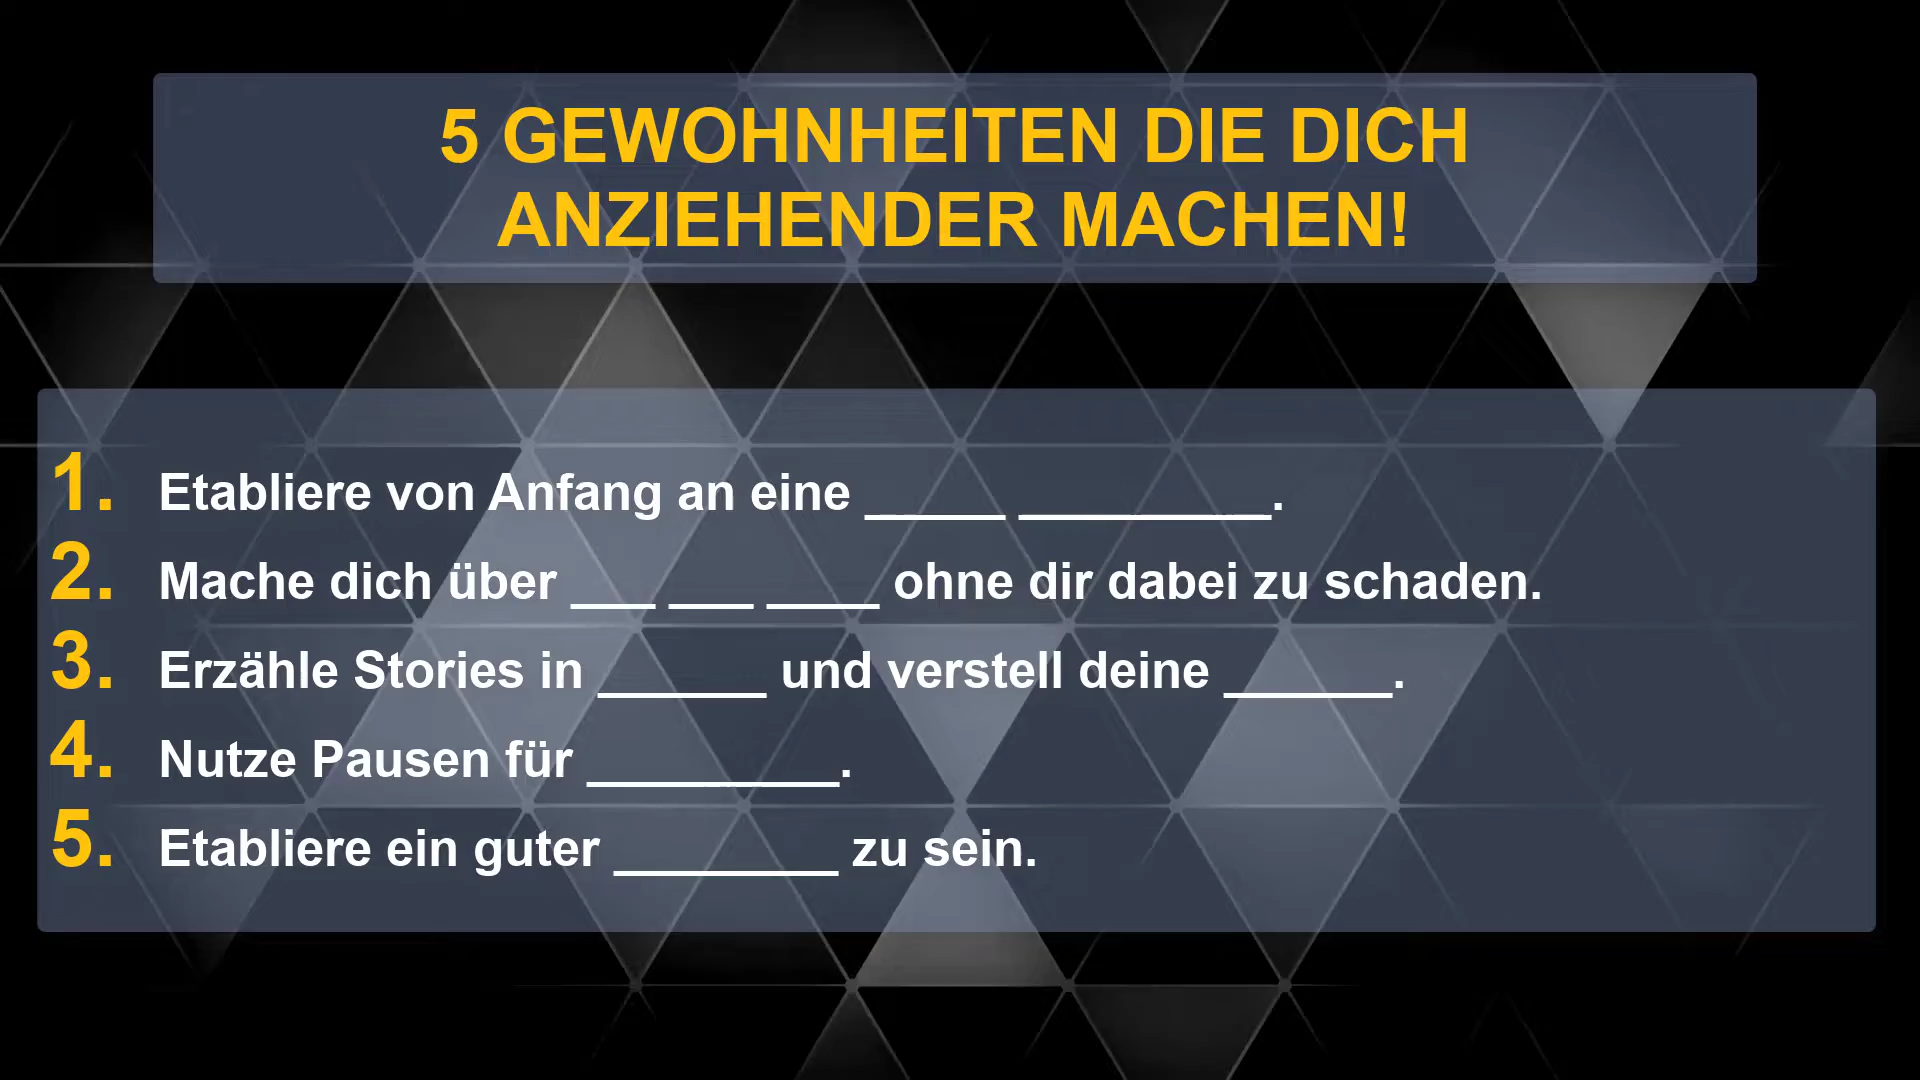 5 GEWOHNHEITEN DIE DICH
ANZIEHENDER MACHEN!
1. Etabliere von Anfang an eine _____ _________.
2. Mache dich über ___ ___ ____ ohne dir dabei zu schaden.
3. Erzähle Stories in ______ und verstell deine ______.
4. Nutze Pausen für _________.
5. Etabliere ein guter ________ zu sein.